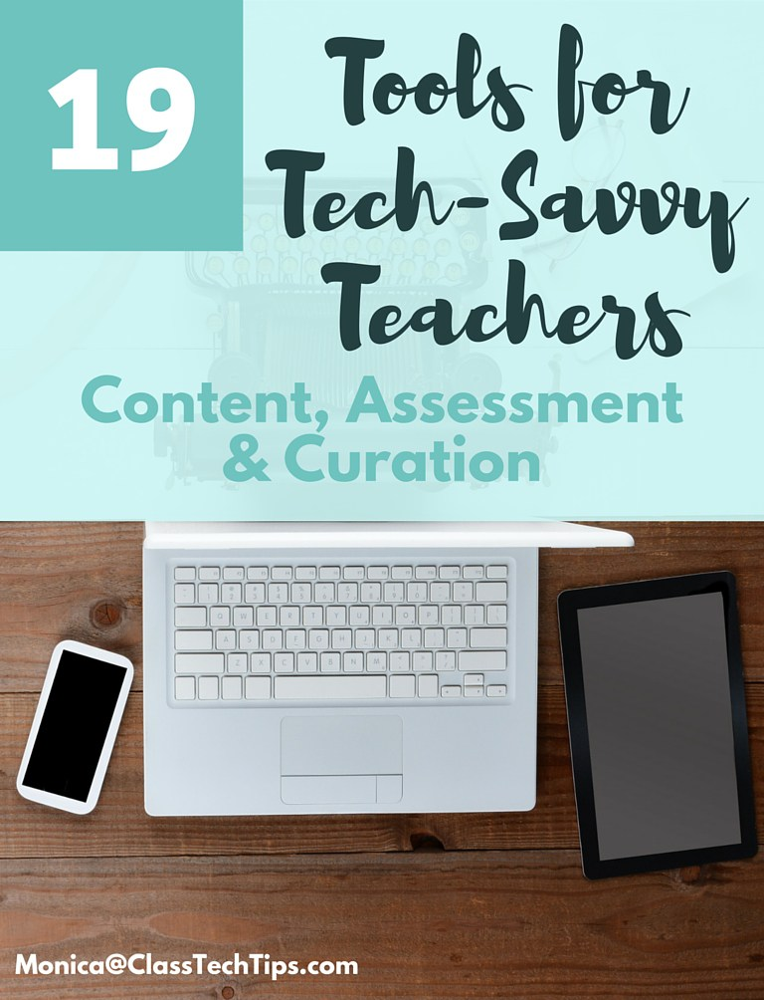 19
Tools for
Tech-Savvy
Teachers
Content, Assessment
& Curation
Monica@ClassTechTips.com